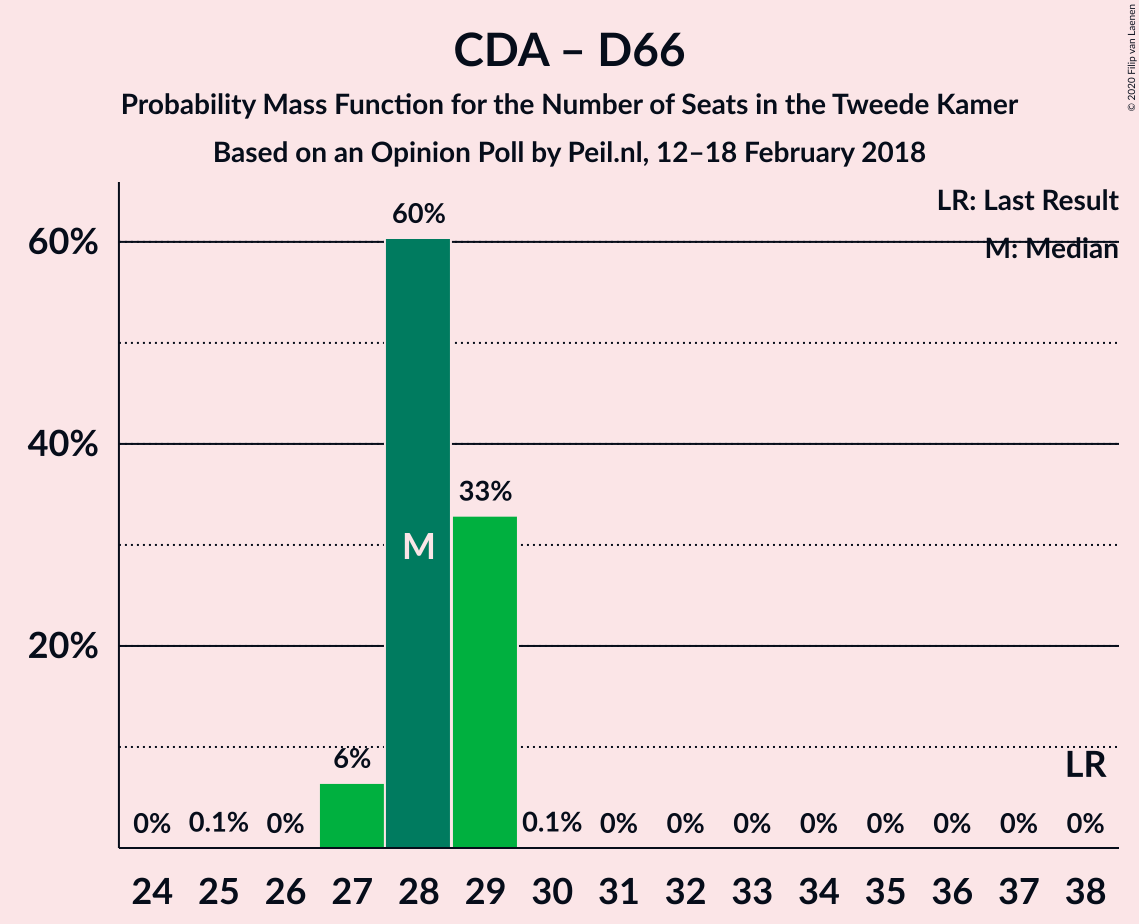 CDA – D66
Probability Mass Function for the Number of Seats in the Tweede Kamer
Based on an Opinion Poll by Peil.nl, 12–18 February 2018
© 2020 Filip van Laenen
LR: Last Result
M: Median
60%
40%
20%
60%
33%
M
6%
LR
0% 0.1% 0% 0.1% 0% 0% 0% 0% 0% 0% 0% 0%
24 25 26 27 28 29 30 31 32 33 34 35 36 37 38